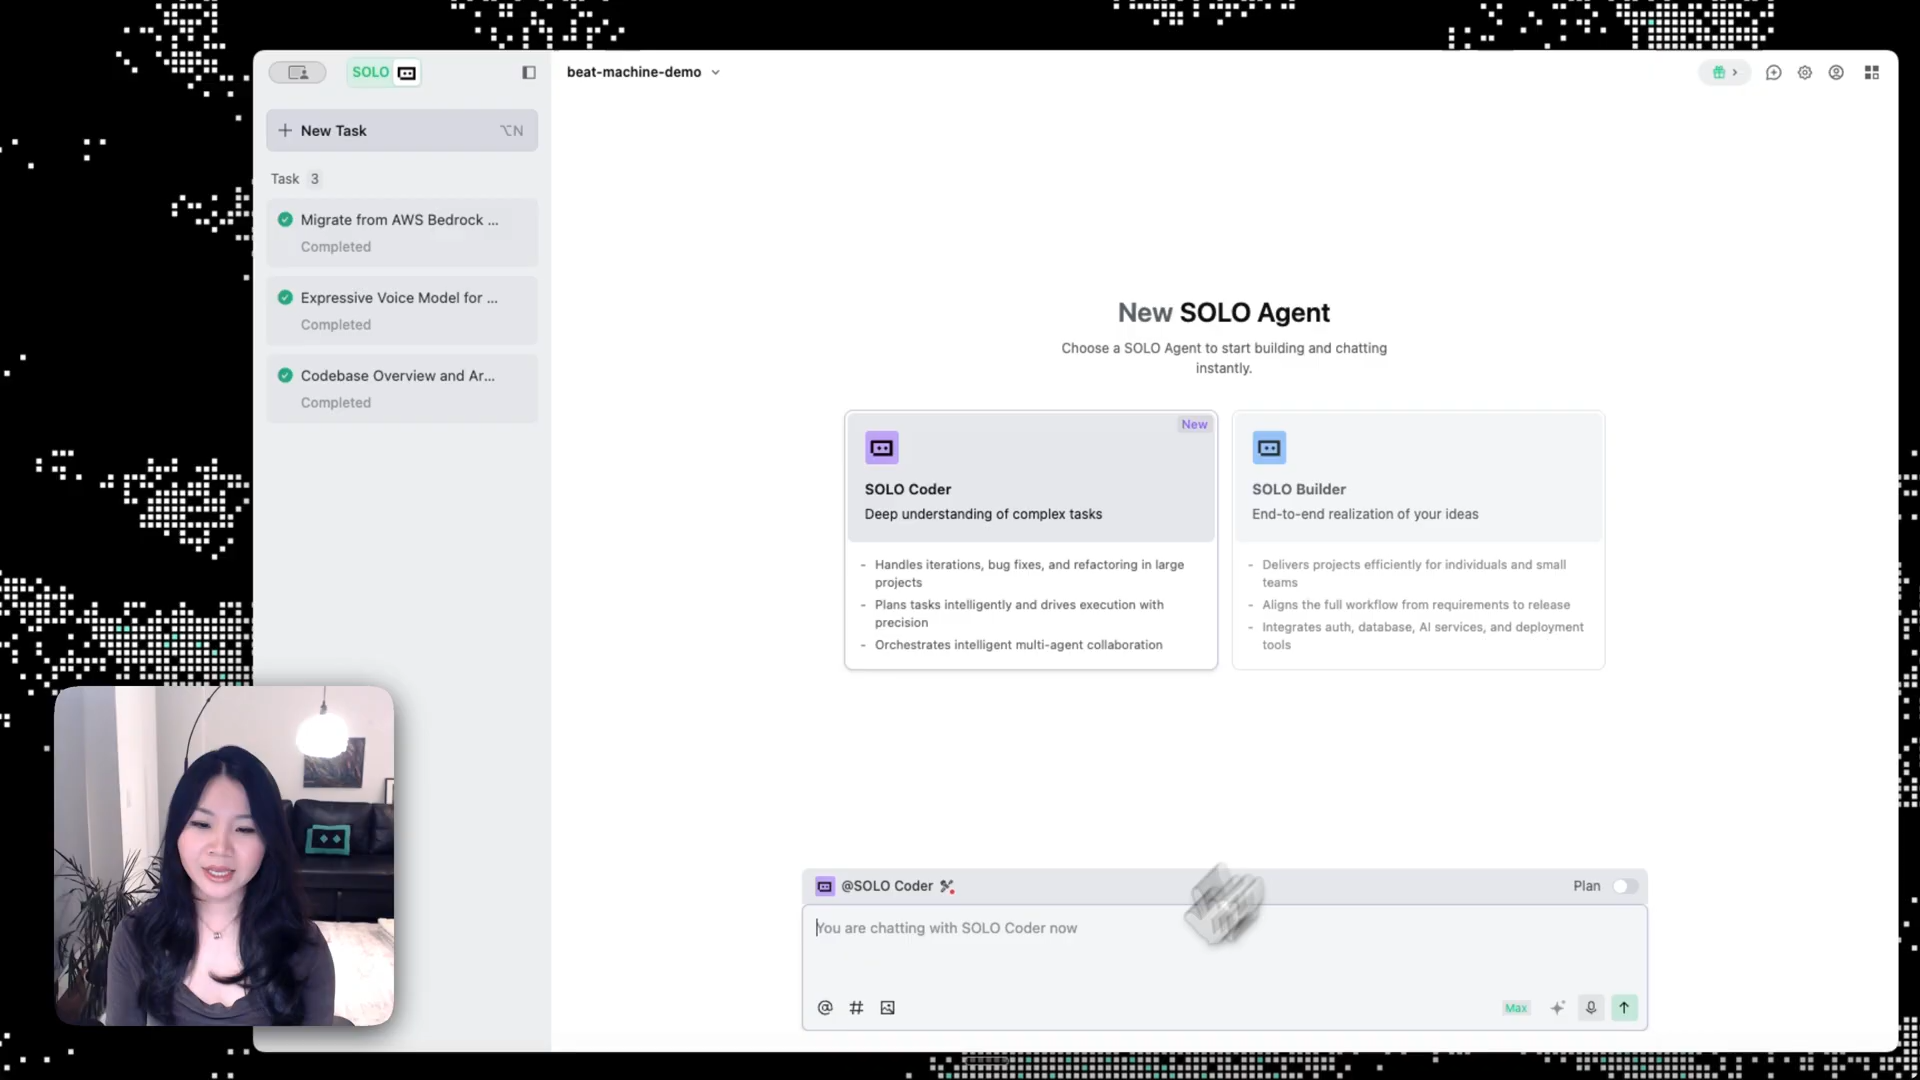 SOLO
beat-machine-demo
New Task
⌥N
Task 3
Migrate from AWS Bedrock ...
Completed
Expressive Voice Model for ...
Completed
Codebase Overview and Ar...
Completed
New SOLO Agent
Choose a SOLO Agent to start building and chatting
instantly.
New
SOLO Coder
Deep understanding of complex tasks
- Handles iterations, bug fixes, and refactoring in large
projects
- Plans tasks intelligently and drives execution with
precision
- Orchestrates intelligent multi-agent collaboration
SOLO Builder
End-to-end realization of your ideas
- Delivers projects efficiently for individuals and small
teams
- Aligns the full workflow from requirements to release
- Integrates auth, database, AI services, and deployment
tools
@SOLO Coder
Plan
You are chatting with SOLO Coder now
Max